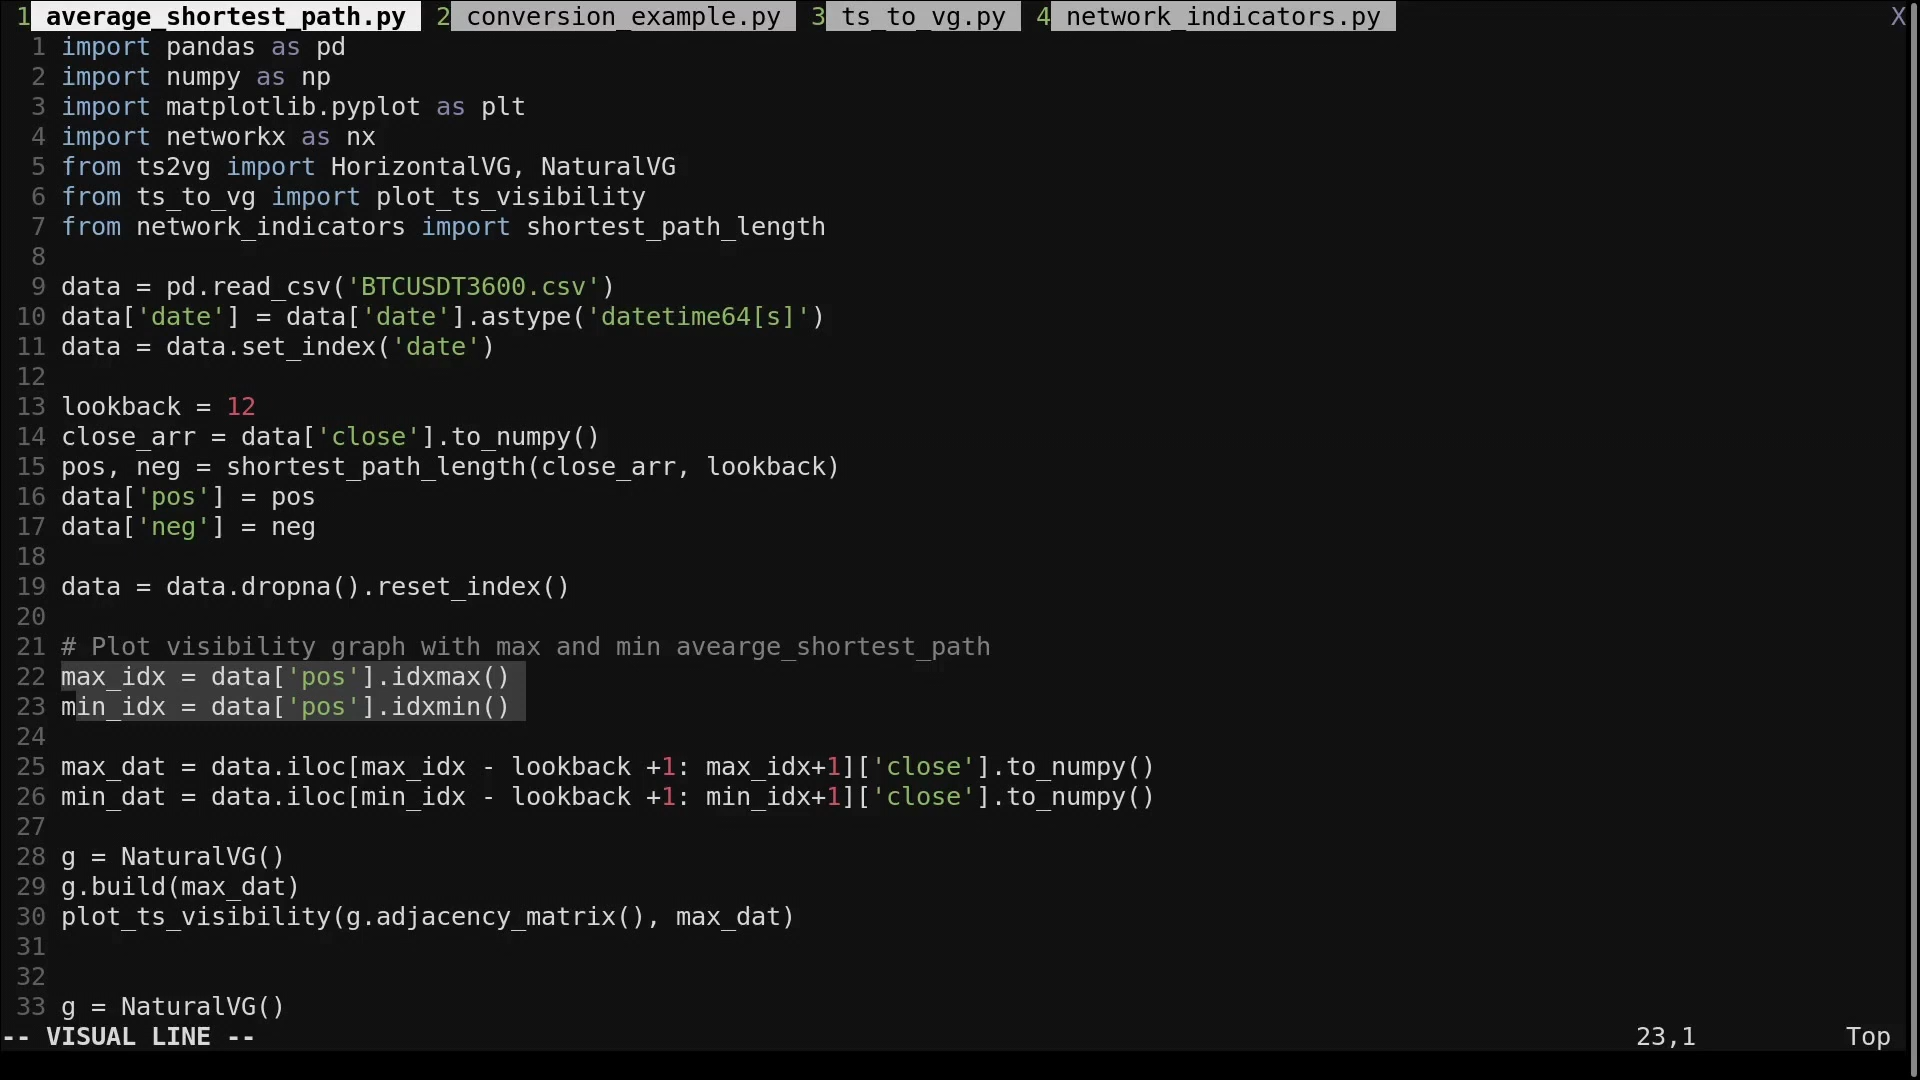 1 average_shortest_path.py 2 conversion_example.py 3 ts_to_vg.py 4 network_indicators.py X
1 import pandas as pd
2 import numpy as np
3 import matplotlib.pyplot as plt
4 import networkx as nx
5 from ts2vg import HorizontalVG, NaturalVG
6 from ts_to_vg import plot_ts_visibility
7 from network_indicators import shortest_path_length
8
9 data = pd.read_csv('BTCUSDT3600.csv')
10 data['date'] = data['date'].astype('datetime64[s]')
11 data = data.set_index('date')
12
13 lookback = 12
14 close_arr = data['close'].to_numpy()
15 pos, neg = shortest_path_length(close_arr, lookback)
16 data['pos'] = pos
17 data['neg'] = neg
18
19 data = data.dropna().reset_index()
20
21 # Plot visibility graph with max and min avearge_shortest_path
22 max_idx = data['pos'].idxmax()
23 min_idx = data['pos'].idxmin()
24
25 max_dat = data.iloc[max_idx - lookback +1: max_idx+1]['close'].to_numpy()
26 min_dat = data.iloc[min_idx - lookback +1: min_idx+1]['close'].to_numpy()
27
28 g = NaturalVG()
29 g.build(max_dat)
30 plot_ts_visibility(g.adjacency_matrix(), max_dat)
31
32
33 g = NaturalVG()
-- VISUAL LINE -- 23,1 Top